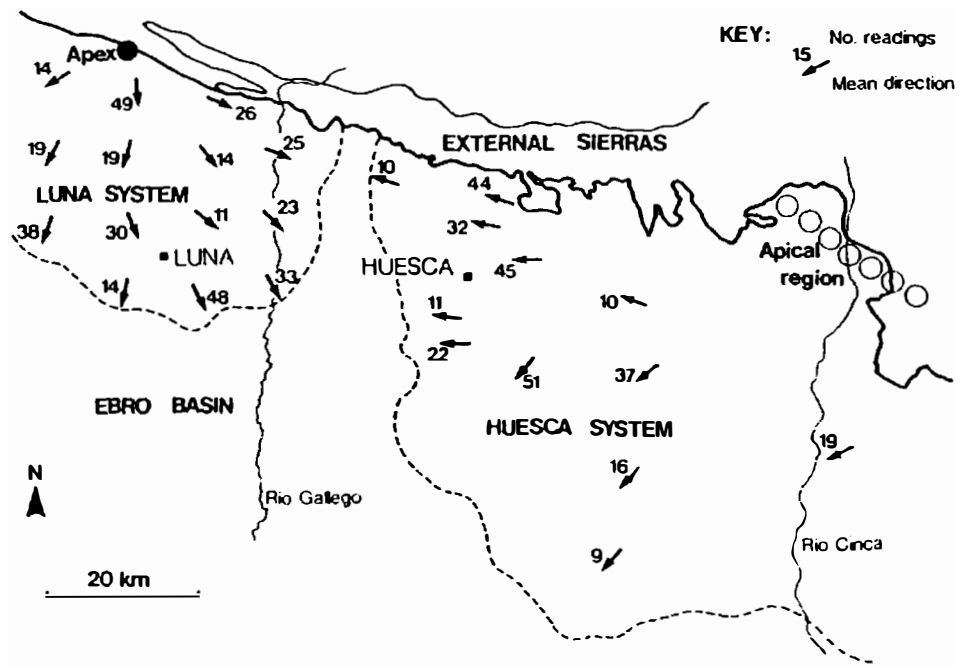 KEY:
15
No. readings
Mean direction
Apex
14
49
26
25
EXTERNAL SIERRAS
19
19
14
10
44
LUNA SYSTEM
38
30
11
23
32
Apical
region
LUNA
HUESCA
45
14
48
33
11
10
22
51
37
EBRO BASIN
HUESCA SYSTEM
19
16
N
Rio Gallego
9
Rio Cinca
20 km